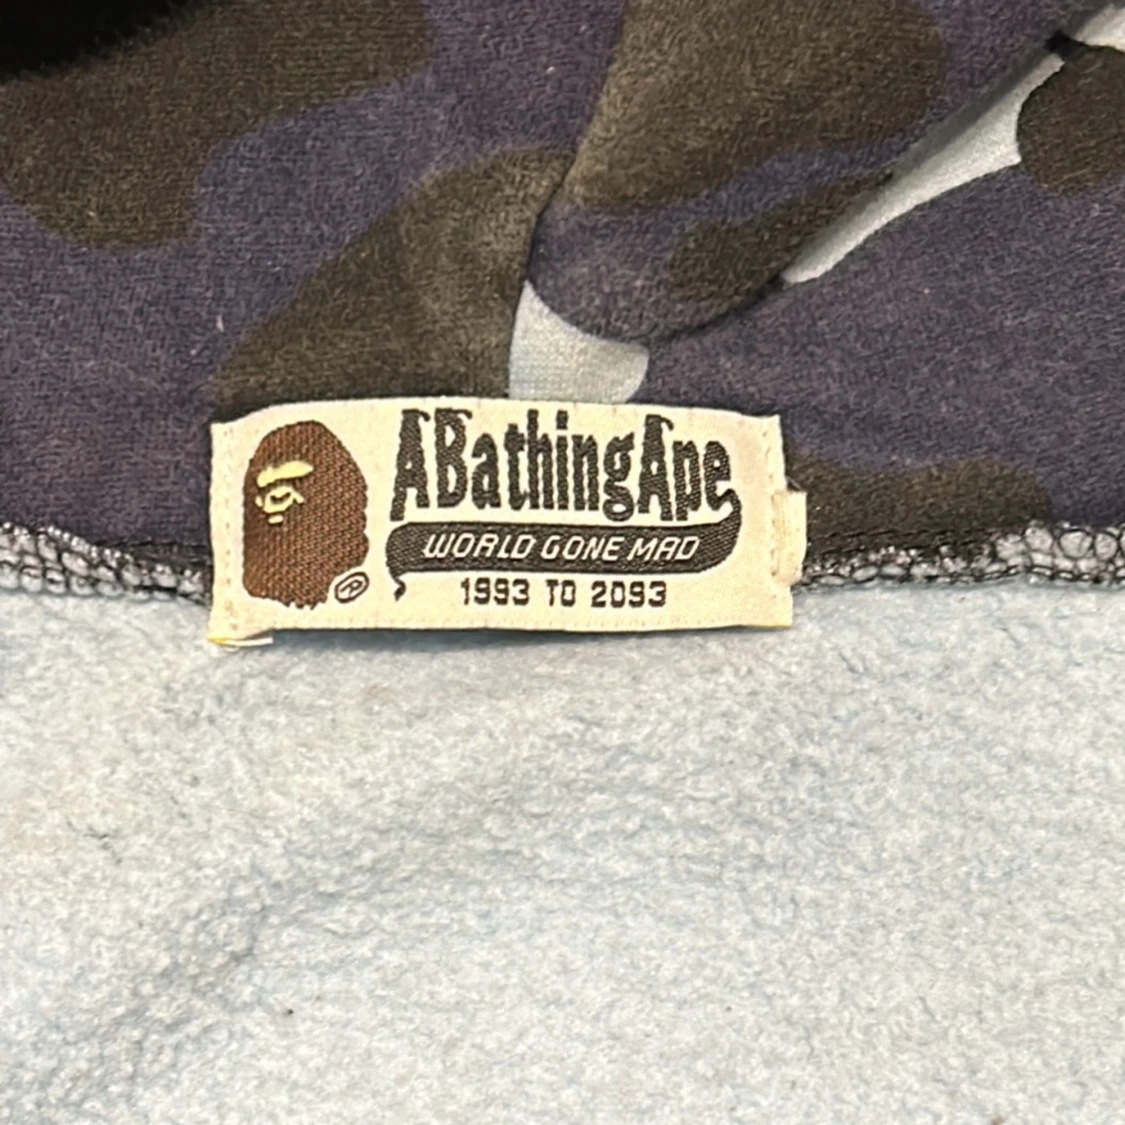 ABathingApe
WORLD GONE MAD
1993 TO 2093